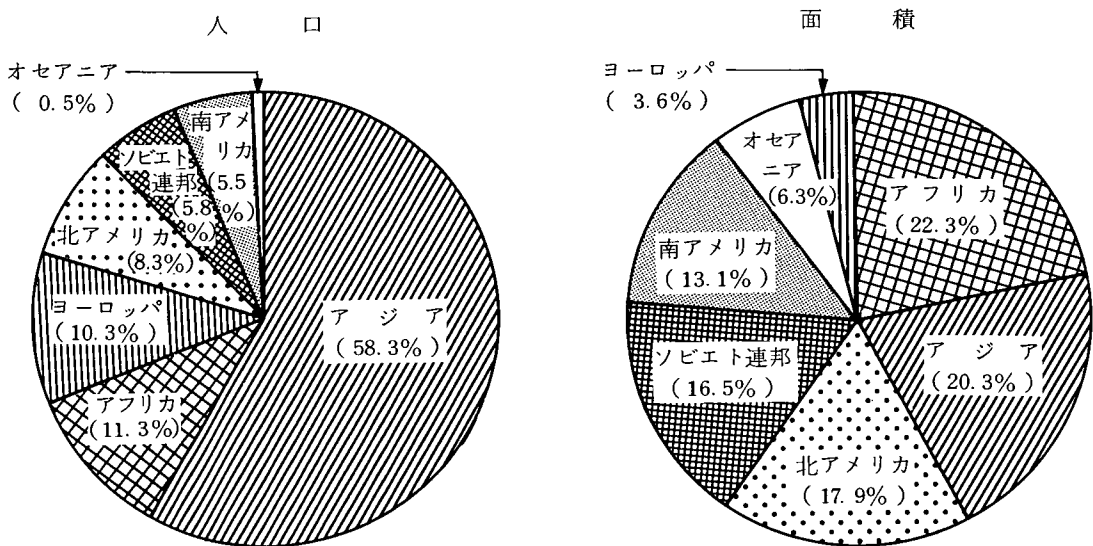 人口
オセアニア
( 0.5%)
南アメ
リカ
(5.5
%)
ソビエト
連邦
(5.8
%)
北アメリカ
(8.3%)
ヨーロッパ
(10.3%)
アフリカ
(11.3%)
アジア
(58.3%)
面積
ヨーロッパ
( 3.6%)
オセア
ニア
(6.3%)
アフリカ
(22.3%)
南アメリカ
(13.1%)
ソビエト連邦
(16.5%)
アジア
(20.3%)
北アメリカ
(17.9%)